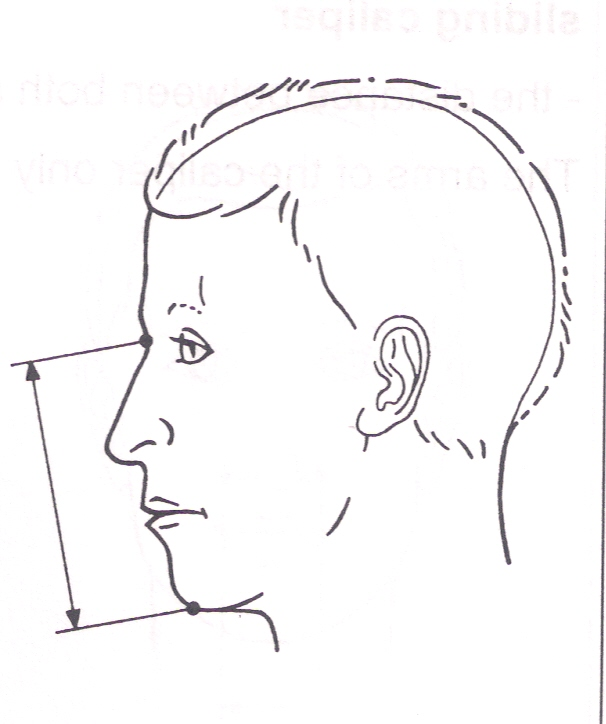 sliding caliper
- the distance between both
The arms of the caliper only